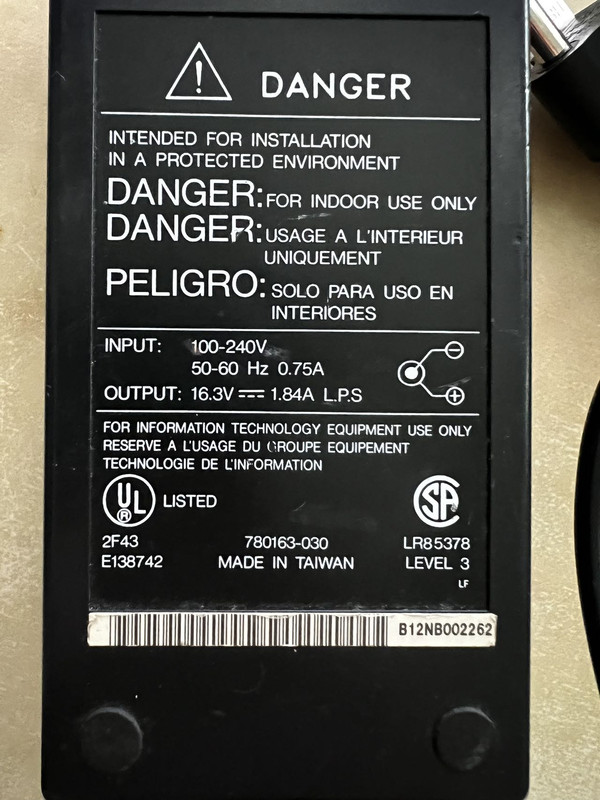 ! DANGER
INTENDED FOR INSTALLATION
IN A PROTECTED ENVIRONMENT
DANGER: FOR INDOOR USE ONLY
DANGER: USAGE A L'INTERIEUR
UNIQUEMENT
PELIGRO: SOLO PARA USO EN
INTERIORES
INPUT: 100-240V
50-60 Hz 0.75A
OUTPUT: 16.3V ⎓ 1.84A L.P.S
- +
FOR INFORMATION TECHNOLOGY EQUIPMENT USE ONLY
RESERVE A L'USAGE DU GROUPE EQUIPEMENT
TECHNOLOGIE DE L'INFORMATION
UL ® LISTED SA
2F43 780163-030 LR85378
E138742 MADE IN TAIWAN LEVEL 3
LF
B12NB002262